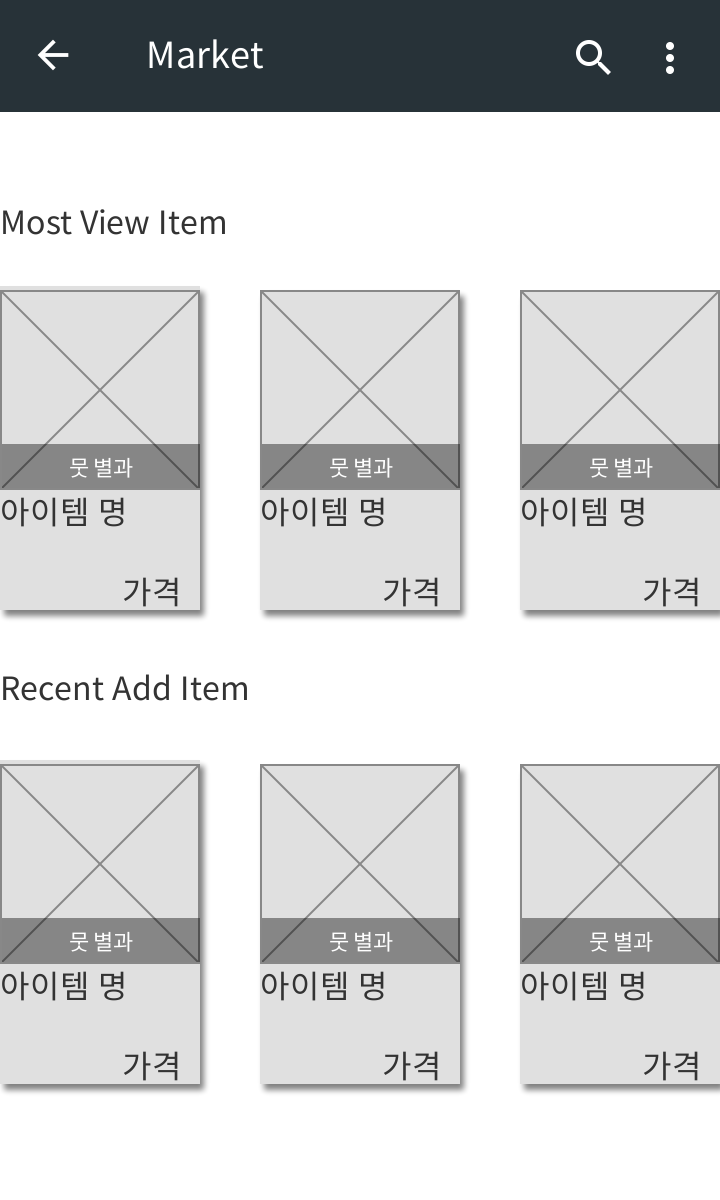 Market
Most View Item
뭇 별과
뭇 별과
뭇 별과
아이템 명
아이템 명
아이템 명
가격
가격
가격
Recent Add Item
뭇 별과
뭇 별과
뭇 별과
아이템 명
아이템 명
아이템 명
가격
가격
가격